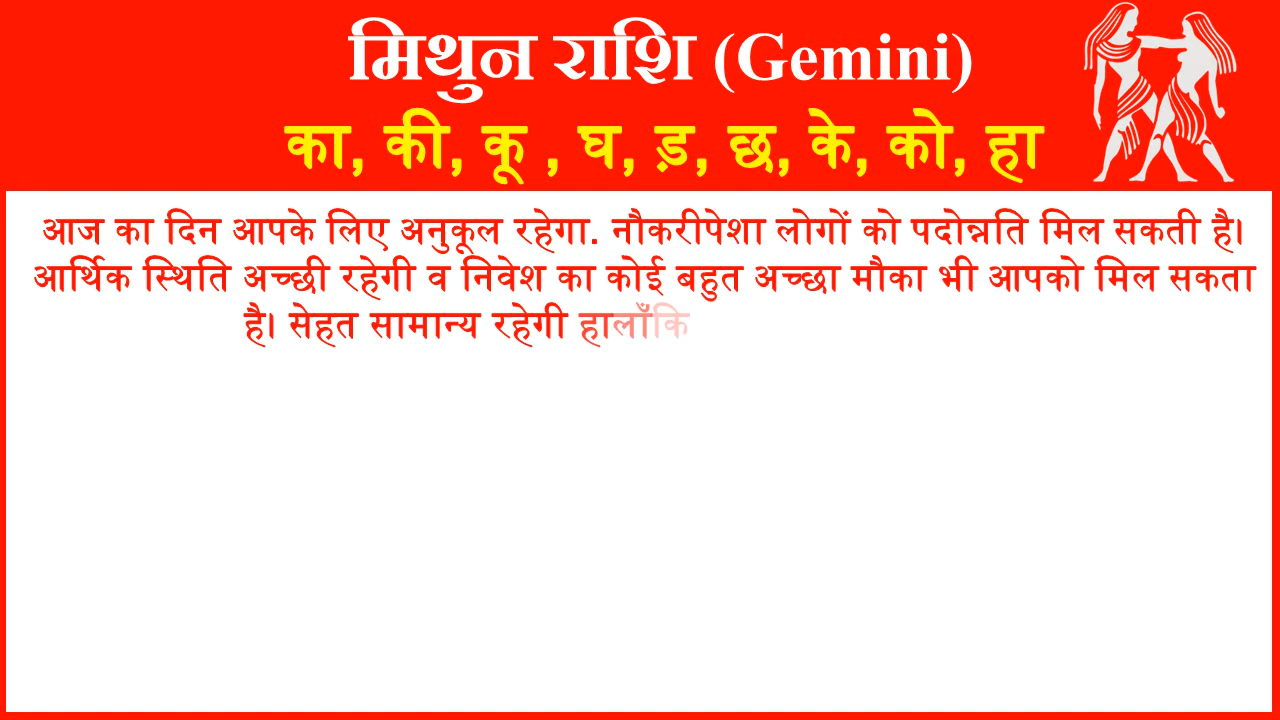 मिथुन राशि (Gemini)
का, की, कू , घ, ड़, छ, के, को, हा
आज का दिन आपके लिए अनुकूल रहेगा. नौकरीपेशा लोगों को पदोन्नति मिल सकती है।
आर्थिक स्थिति अच्छी रहेगी व निवेश का कोई बहुत अच्छा मौका भी आपको मिल सकता
है। सेहत सामान्य रहेगी हालाँकि